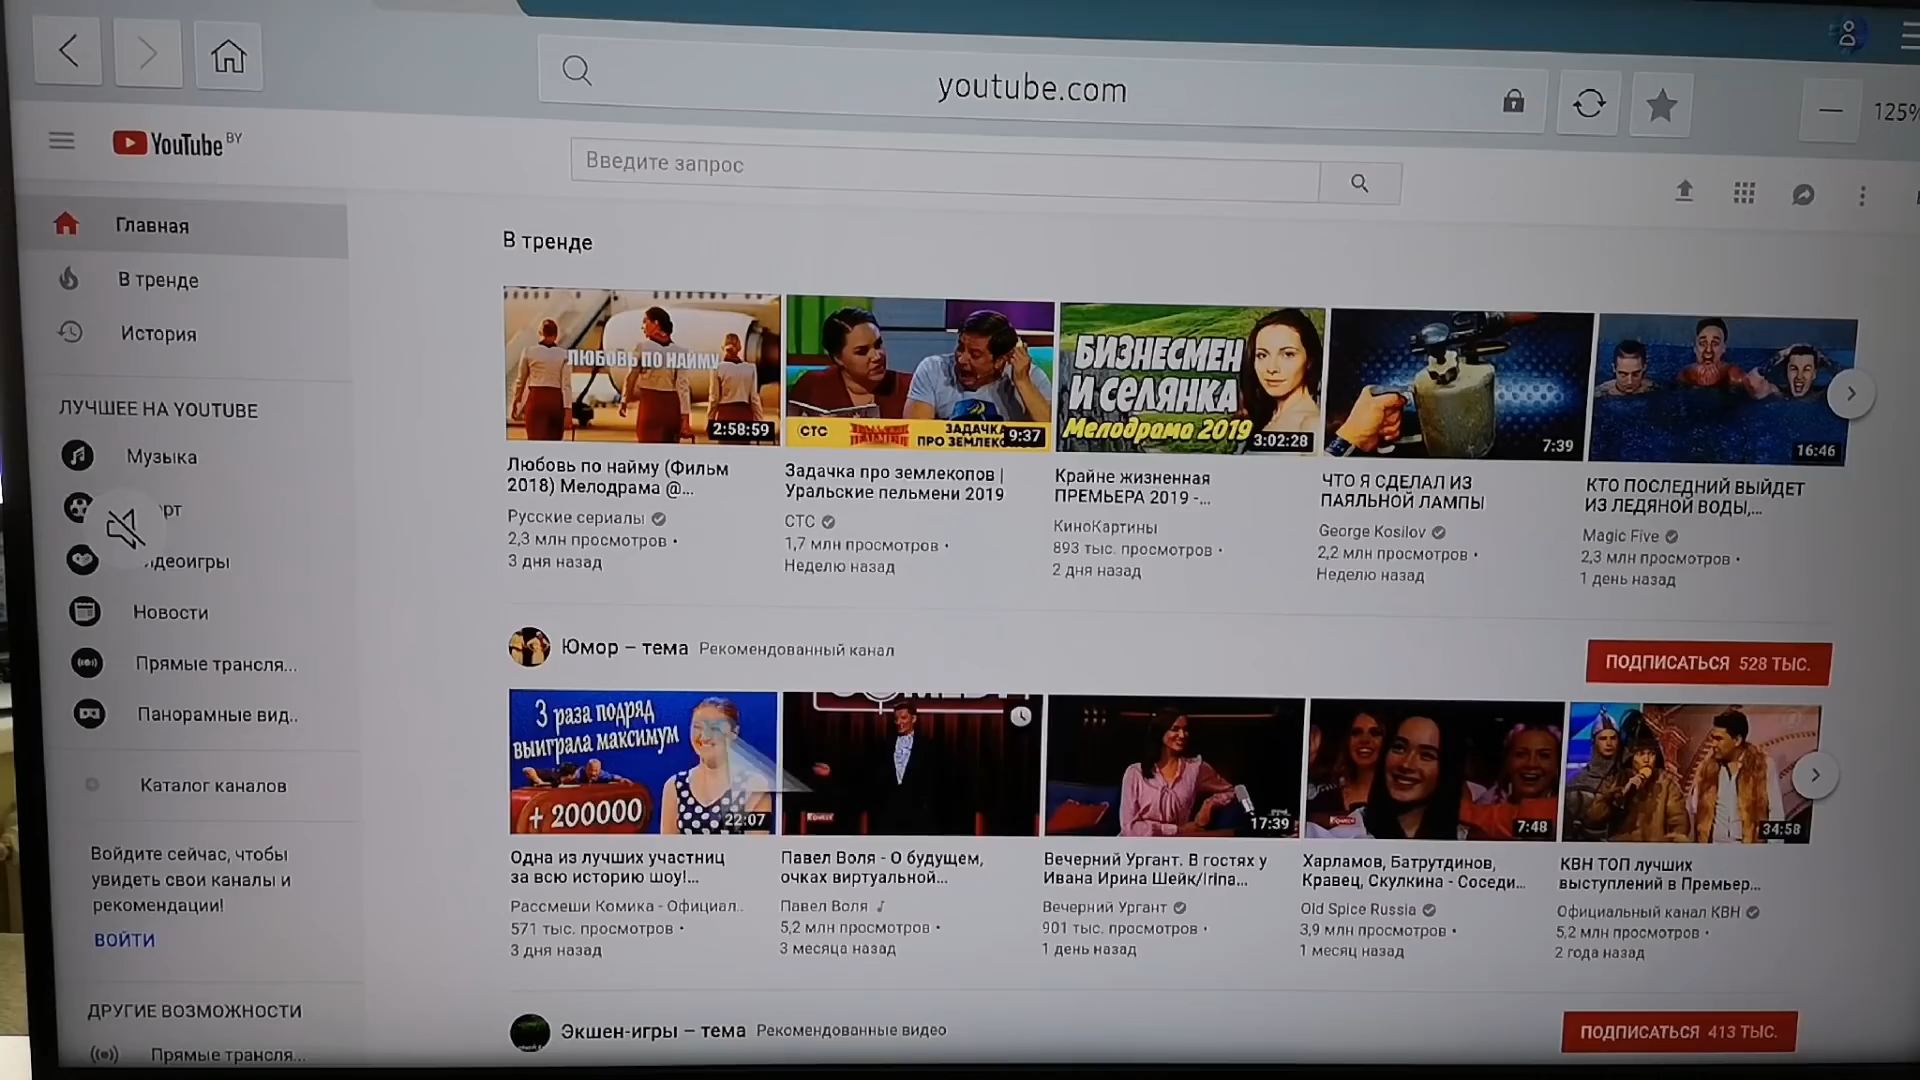 youtube.com
125%
YouTube BY
Введите запрос
Главная
В тренде
История
ЛУЧШЕЕ НА YOUTUBE
Музыка
Новости
Прямые трансля...
Панорамные вид..
Каталог каналов
Войдите сейчас, чтобы
увидеть свои каналы и
рекомендации!
ВОЙТИ
ДРУГИЕ ВОЗМОЖНОСТИ
Прямые трансля...
В тренде
ЛЮБОВЬ ПО НАЙМУ
2:58:59
Любовь по найму (Фильм
2018) Мелодрама @...
Русские сериалы
2,3 млн просмотров •
3 дня назад
СТС
ЗАДАЧКА
ПРО ЗЕМЛЕКО
9:37
Задачка про землекопов |
Уральские пельмени 2019
СТС
1,7 млн просмотров •
Неделю назад
БИЗНЕСМЕН
И СЕЛЯНКА
Мелодрама 2019
3:02:28
Крайне жизненная
ПРЕМЬЕРА 2019 -...
КиноКартины
893 тыс. просмотров •
2 дня назад
7:39
ЧТО Я СДЕЛАЛ ИЗ
ПАЯЛЬНОЙ ЛАМПЫ
George Kosilov
2,2 млн просмотров •
Неделю назад
16:46
КТО ПОСЛЕДНИЙ ВЫЙДЕТ
ИЗ ЛЕДЯНОЙ ВОДЫ,...
Magic Five
2,3 млн просмотров •
1 день назад
Юмор – тема Рекомендованный канал
ПОДПИСАТЬСЯ 528 ТЫС.
3 раза подряд
выиграла максимум
+ 200000
22:07
Одна из лучших участниц
за всю историю шоу!...
Рассмеши Комика - Официал..
571 тыс. просмотров •
3 дня назад
Павел Воля - О будущем,
очках виртуальной...
Павел Воля
5,2 млн просмотров •
3 месяца назад
17:39
Вечерний Ургант. В гостях у
Ивана Ирина Шейк/Irina...
Вечерний Ургант
901 тыс. просмотров •
1 день назад
7:48
Харламов, Батрутдинов,
Кравец, Скулкина - Соседи...
Old Spice Russia
3,9 млн просмотров •
1 месяц назад
34:58
КВН ТОП лучших
выступлений в Премьер...
Официальный канал КВН
5,2 млн просмотров •
2 года назад
Экшен-игры – тема Рекомендованные видео
ПОДПИСАТЬСЯ 413 ТЫС.